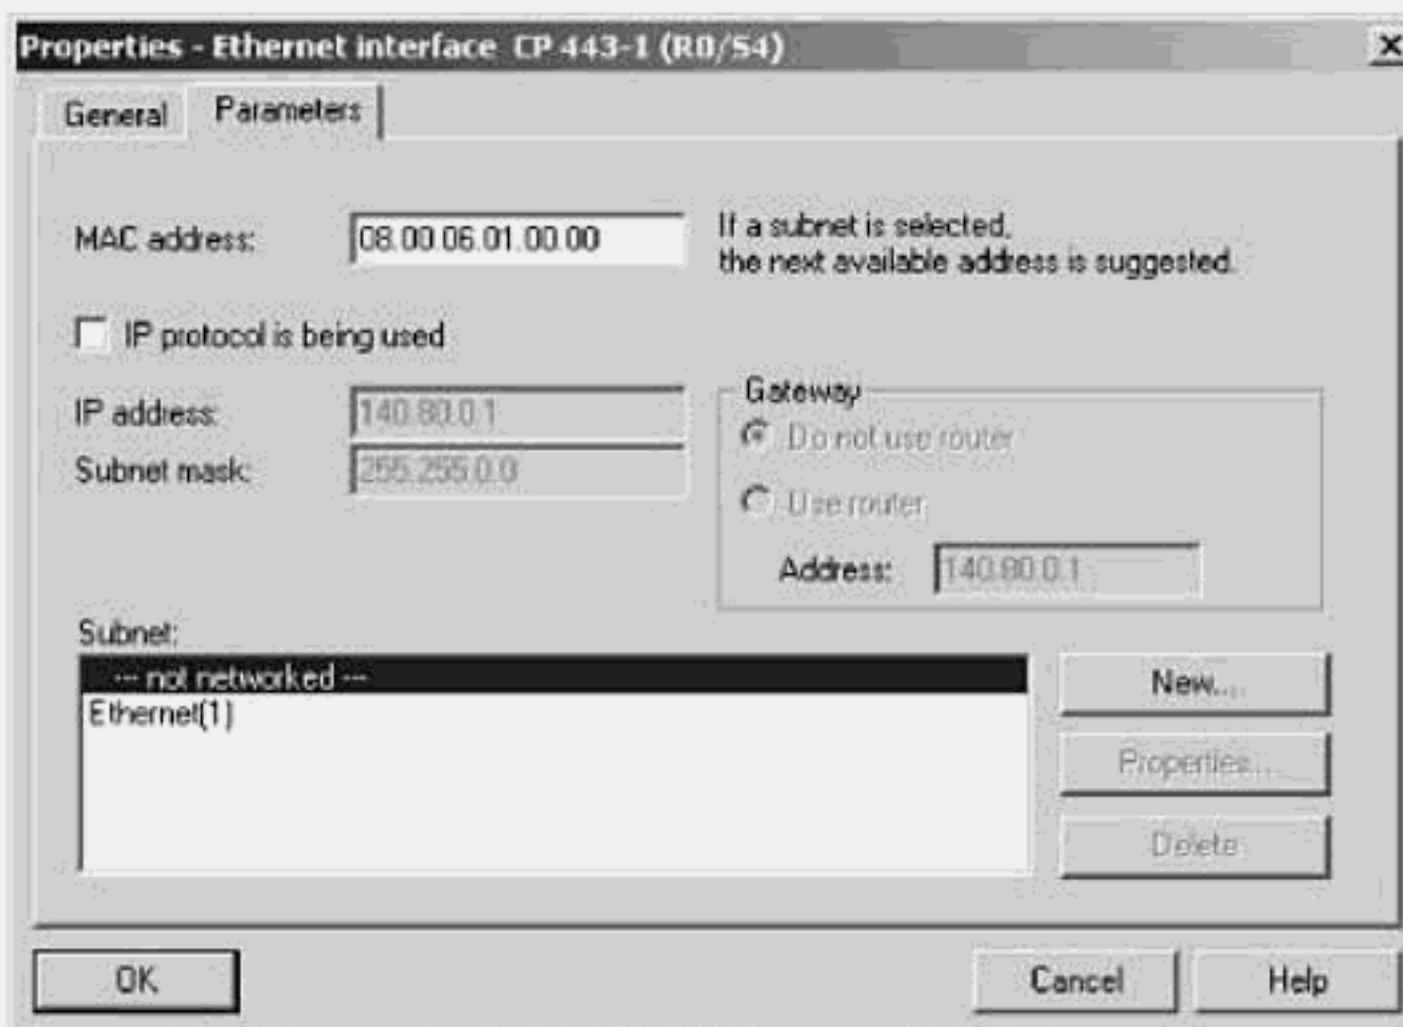 Properties - Ethernet interface CP 443-1 (R0/S4)
General
Parameters
MAC address:
08.00.06.01.00.00
If a subnet is selected,
the next available address is suggested.
IP protocol is being used
IP address:
140.80.0.1
Subnet mask:
255.255.0.0
Gateway
Do not use router
Use router
Address:
140.80.0.1
Subnet:
--- not networked ---
Ethernet(1)
New...
Properties...
Delete
OK
Cancel
Help